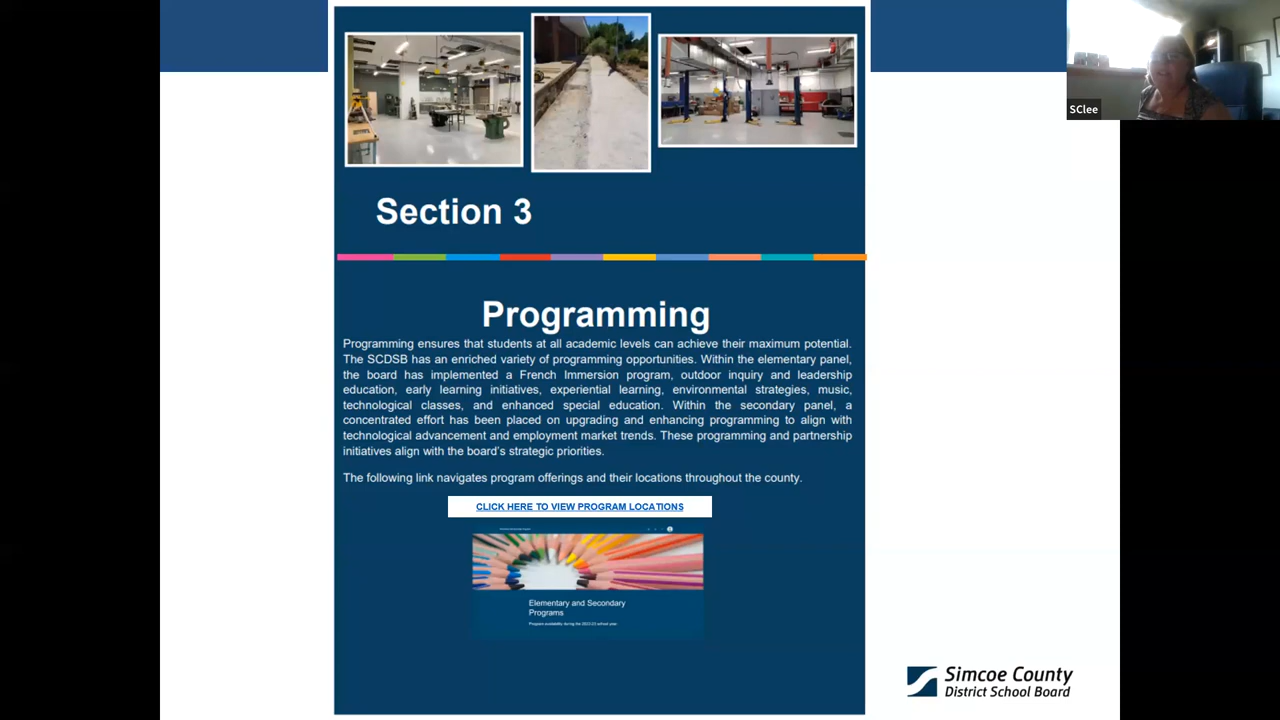 SClee
Section 3
Programming
Programming ensures that students at all academic levels can achieve their maximum potential.
The SCDSB has an enriched variety of programming opportunities. Within the elementary panel,
the board has implemented a French Immersion program, outdoor inquiry and leadership
education, early learning initiatives, experiential learning, environmental strategies, music,
technological classes, and enhanced special education. Within the secondary panel, a
concentrated effort has been placed on upgrading and enhancing programming to align with
technological advancement and employment market trends. These programming and partnership
initiatives align with the board's strategic priorities.
The following link navigates program offerings and their locations throughout the county.
CLICK HERE TO VIEW PROGRAM LOCATIONS
Elementary and Secondary
Programs
Program availability during the school year.
Simcoe County
District School Board